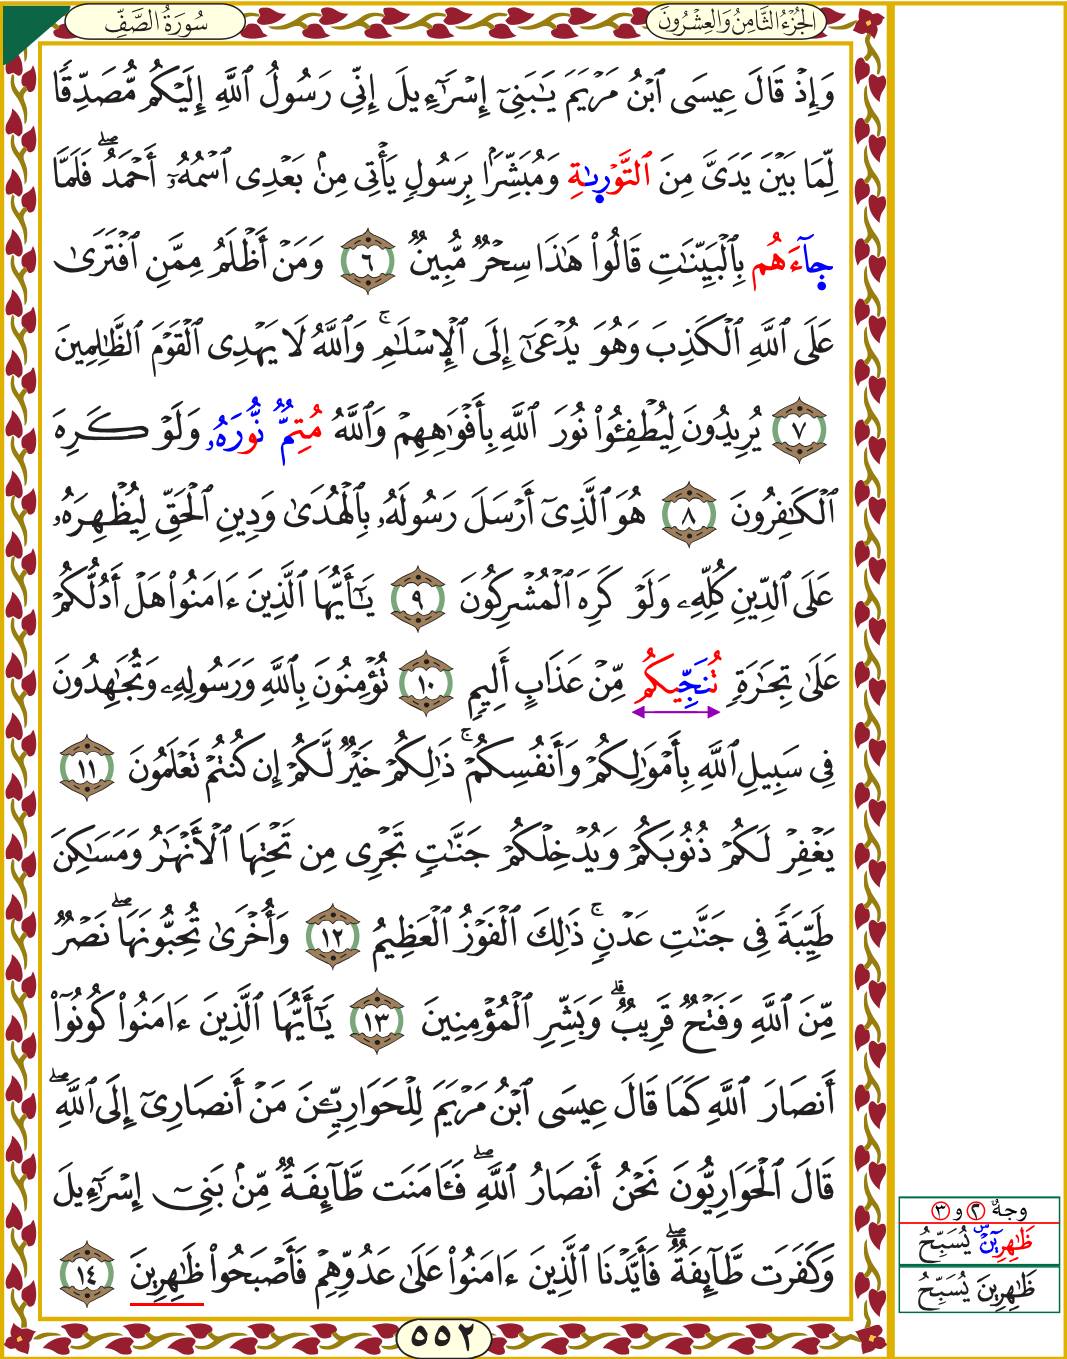 الجُزْءُ الثَّامِنُ وَالعِشْرُونَ
سُورَةُ الصَّفِّ
وَإِذْ قَالَ عِيسَى ٱبْنُ مَرْيَمَ يَٰبَنِىٓ إِسْرَٰٓءِيلَ إِنِّى رَسُولُ ٱللَّهِ إِلَيْكُم مُّصَدِّقًا
لِّمَا بَيْنَ يَدَىَّ مِنَ ٱلتَّوْرِىٰةِ وَمُبَشِّرًۢا بِرَسُولٍ يَأْتِى مِنۢ بَعْدِى ٱسْمُهُۥٓ أَحْمَدُ ۖ فَلَمَّا
جِآءَهُم بِٱلْبَيِّنَٰتِ قَالُوا۟ هَٰذَا سِحْرٌ مُّبِينٌ ٦ وَمَنْ أَظْلَمُ مِمَّنِ ٱفْتَرَىٰ
عَلَى ٱللَّهِ ٱلْكَذِبَ وَهُوَ يُدْعَىٰٓ إِلَى ٱلْإِسْلَٰمِ ۚ وَٱللَّهُ لَا يَهْدِى ٱلْقَوْمَ ٱلظَّٰلِمِينَ
٧ يُرِيدُونَ لِيُطْفِـُٔوا۟ نُورَ ٱللَّهِ بِأَفْوَٰهِهِمْ وَٱللَّهُ مُتِمٌّ نُّورَهُۥ وَلَوْ كَرِهَ
ٱلْكَٰفِرُونَ ٨ هُوَ ٱلَّذِىٓ أَرْسَلَ رَسُولَهُۥ بِٱلْهُدَىٰ وَدِينِ ٱلْحَقِّ لِيُظْهِرَهُۥ
عَلَى ٱلدِّينِ كُلِّهِۦ وَلَوْ كَرِهَ ٱلْمُشْرِكُونَ ٩ يَٰٓأَيُّهَا ٱلَّذِينَ ءَامَنُوا۟ هَلْ أَدُلُّكُمْ
عَلَىٰ تِجَٰرَةٍ تُنَجِّيكُم مِّنْ عَذَابٍ أَلِيمٍ ١٠ تُؤْمِنُونَ بِٱللَّهِ وَرَسُولِهِۦ وَتُجَٰهِدُونَ
فِى سَبِيلِ ٱللَّهِ بِأَمْوَٰلِكُمْ وَأَنفُسِكُمْ ۚ ذَٰلِكُمْ خَيْرٌ لَّكُمْ إِن كُنتُمْ تَعْلَمُونَ ١١
يَغْفِرْ لَكُمْ ذُنُوبَكُمْ وَيُدْخِلْكُمْ جَنَّٰتٍ تَجْرِى مِن تَحْتِهَا ٱلْأَنْهَٰرُ وَمَسَٰكِنَ
طَيِّبَةً فِى جَنَّٰتِ عَدْنٍ ۚ ذَٰلِكَ ٱلْفَوْزُ ٱلْعَظِيمُ ١٢ وَأُخْرَىٰ تُحِبُّونَهَا ۖ نَصْرٌ
مِّنَ ٱللَّهِ وَفَتْحٌ قَرِيبٌ ۗ وَبَشِّرِ ٱلْمُؤْمِنِينَ ١٣ يَٰٓأَيُّهَا ٱلَّذِينَ ءَامَنُوا۟ كُونُوٓا۟
أَنصَارَ ٱللَّهِ كَمَا قَالَ عِيسَى ٱبْنُ مَرْيَمَ لِلْحَوَارِيِّـۧنَ مَنْ أَنصَارِىٓ إِلَى ٱللَّهِ ۖ
قَالَ ٱلْحَوَارِيُّونَ نَحْنُ أَنصَارُ ٱللَّهِ ۖ فَـَٔامَنَت طَّآئِفَةٌ مِّنۢ بَنِىٓ إِسْرَٰٓءِيلَ
وَكَفَرَت طَّآئِفَةٌ ۖ فَأَيَّدْنَا ٱلَّذِينَ ءَامَنُوا۟ عَلَىٰ عَدُوِّهِمْ فَأَصْبَحُوا۟ ظَٰهِرِينَ ١٤
وجهٌ ٢ و ٣
ظَٰهِرِينَ ۜ يُسَبِّحُ
ظَٰهِرِينَ يُسَبِّحُ
٥٥٢